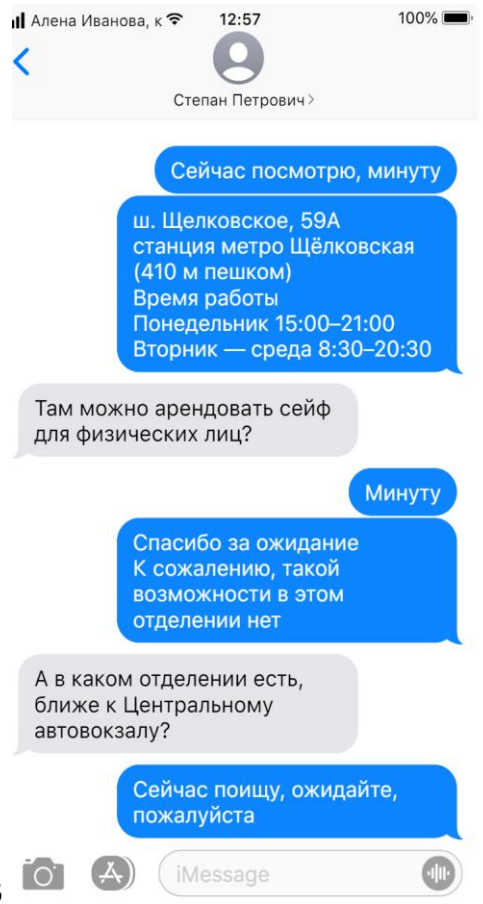 Алена Иванова, к 12:57 100%
Степан Петрович
Сейчас посмотрю, минуту
ш. Щелковское, 59А
станция метро Щёлковская
(410 м пешком)
Время работы
Понедельник 15:00–21:00
Вторник — среда 8:30–20:30
Там можно арендовать сейф
для физических лиц?
Минуту
Спасибо за ожидание
К сожалению, такой
возможности в этом
отделении нет
А в каком отделении есть,
ближе к Центральному
автовокзалу?
Сейчас поищу, ожидайте,
пожалуйста
iMessage